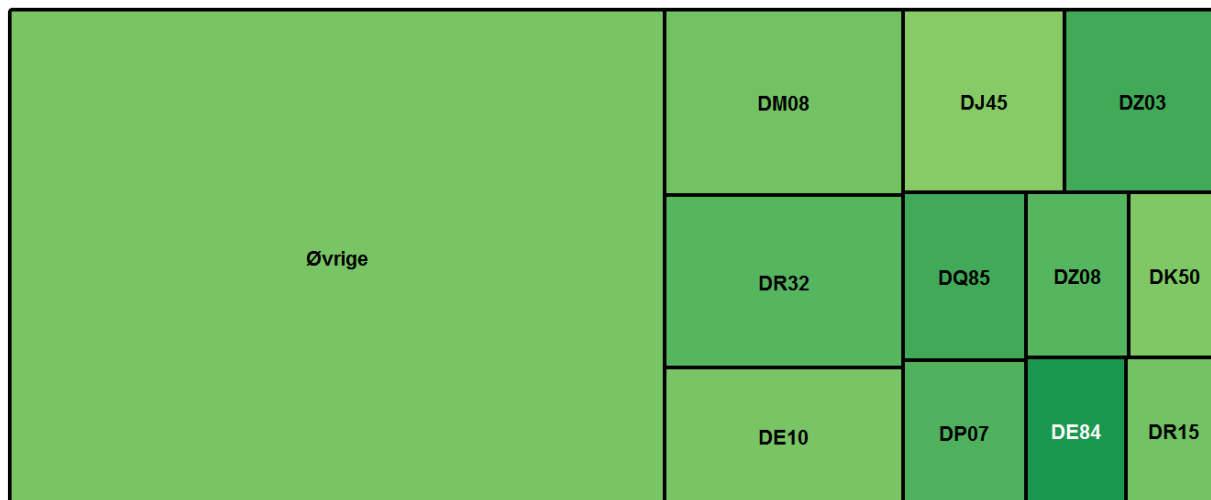 Øvrige
DM08
DR32
DE10
DJ45
DZ03
DQ85
DZ08
DK50
DP07
DE84
DR15